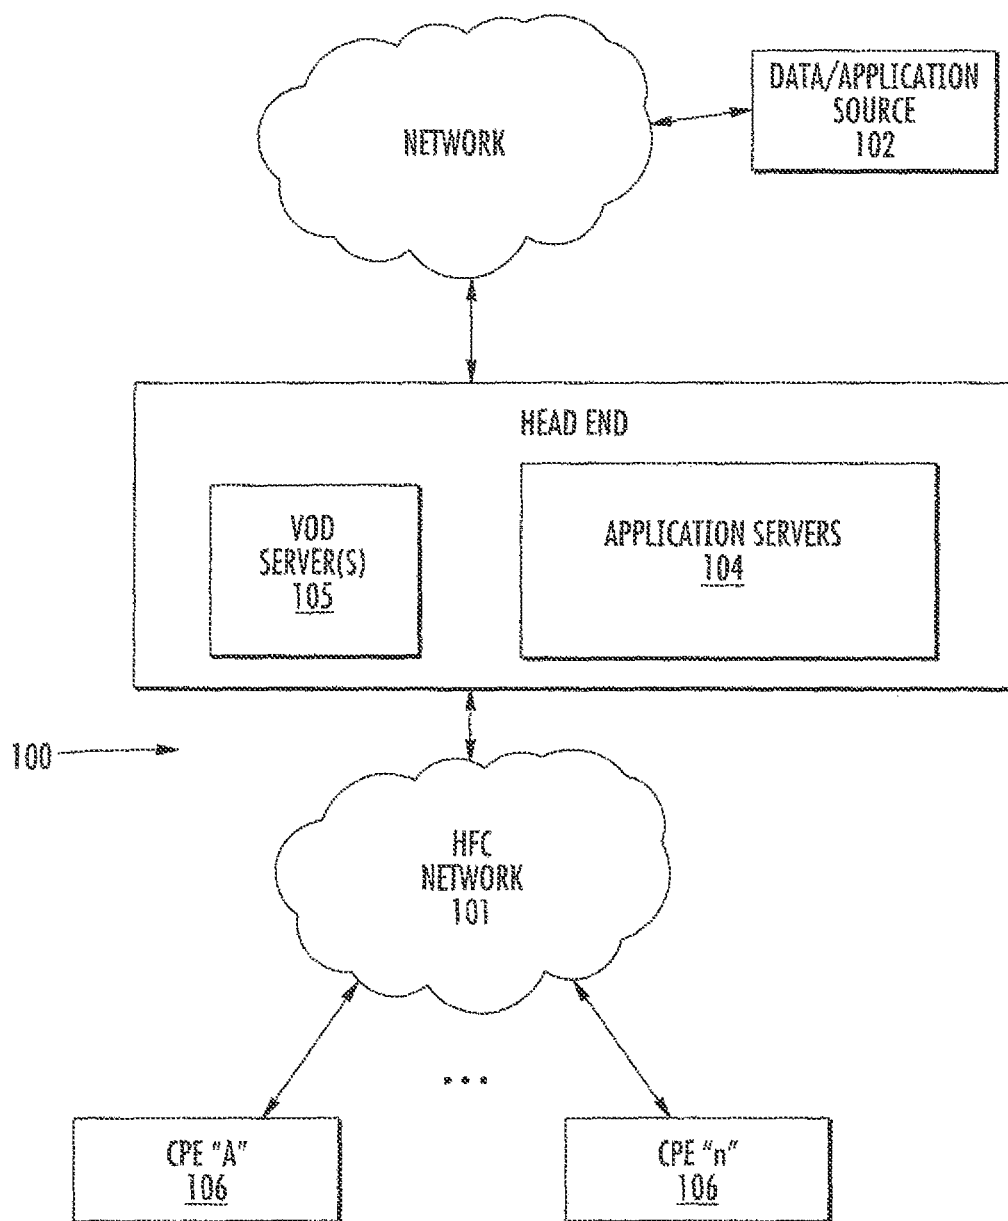 NETWORK
DATA/APPLICATION
SOURCE
102
HEAD END
VOD
SERVER(S)
105
APPLICATION SERVERS
104
100
HFC
NETWORK
101
...
CPE "A"
106
CPE "n"
106